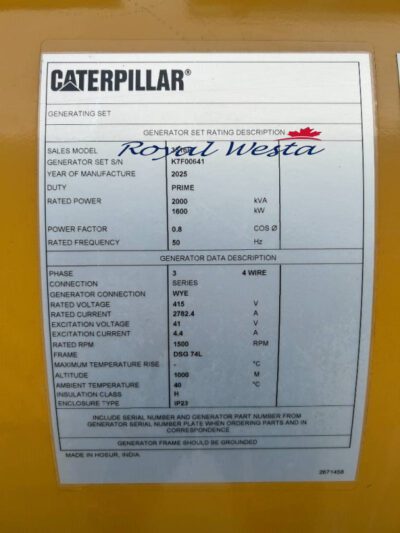 CATERPILLAR®
GENERATING SET
GENERATOR SET RATING DESCRIPTION
Royal Westa
SALES MODEL
GENERATOR SET S/N K7F00641
YEAR OF MANUFACTURE 2025
DUTY PRIME
RATED POWER 2000 kVA
1600 kW
POWER FACTOR 0.8 COS Ø
RATED FREQUENCY 50 Hz
GENERATOR DATA DESCRIPTION
PHASE 3 4 WIRE
CONNECTION SERIES
GENERATOR CONNECTION WYE
RATED VOLTAGE 415 V
RATED CURRENT 2782.4 A
EXCITATION VOLTAGE 41 V
EXCITATION CURRENT 4.4 A
RATED RPM 1500 RPM
FRAME DSG 74L
MAXIMUM TEMPERATURE RISE - °C
ALTITUDE 1000 M
AMBIENT TEMPERATURE 40 °C
INSULATION CLASS H
ENCLOSURE TYPE IP23
INCLUDE SERIAL NUMBER AND GENERATOR PART NUMBER FROM
GENERATOR SERIAL NUMBER PLATE WHEN ORDERING PARTS AND IN
CORRESPONDENCE
GENERATOR FRAME SHOULD BE GROUNDED
MADE IN HOSUR, INDIA
2671458